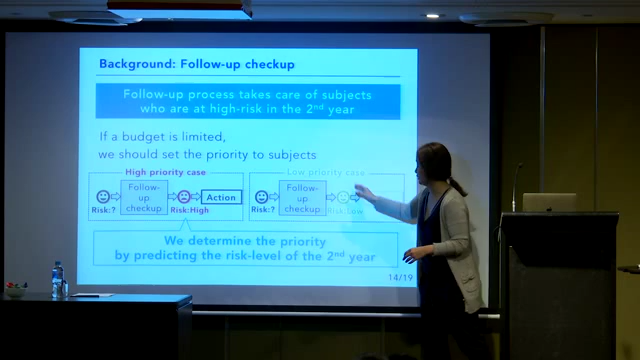 Background: Follow-up checkup
Follow-up process takes care of subjects
who are at high-risk in the 2nd year
If a budget is limited,
we should set the priority to subjects
High priority case
Low priority case
Risk:?
Follow-
up
checkup
Risk:High
Action
Risk:?
Follow-
up
checkup
Risk:Low
We determine the priority
by predicting the risk-level of the 2nd year
14/19